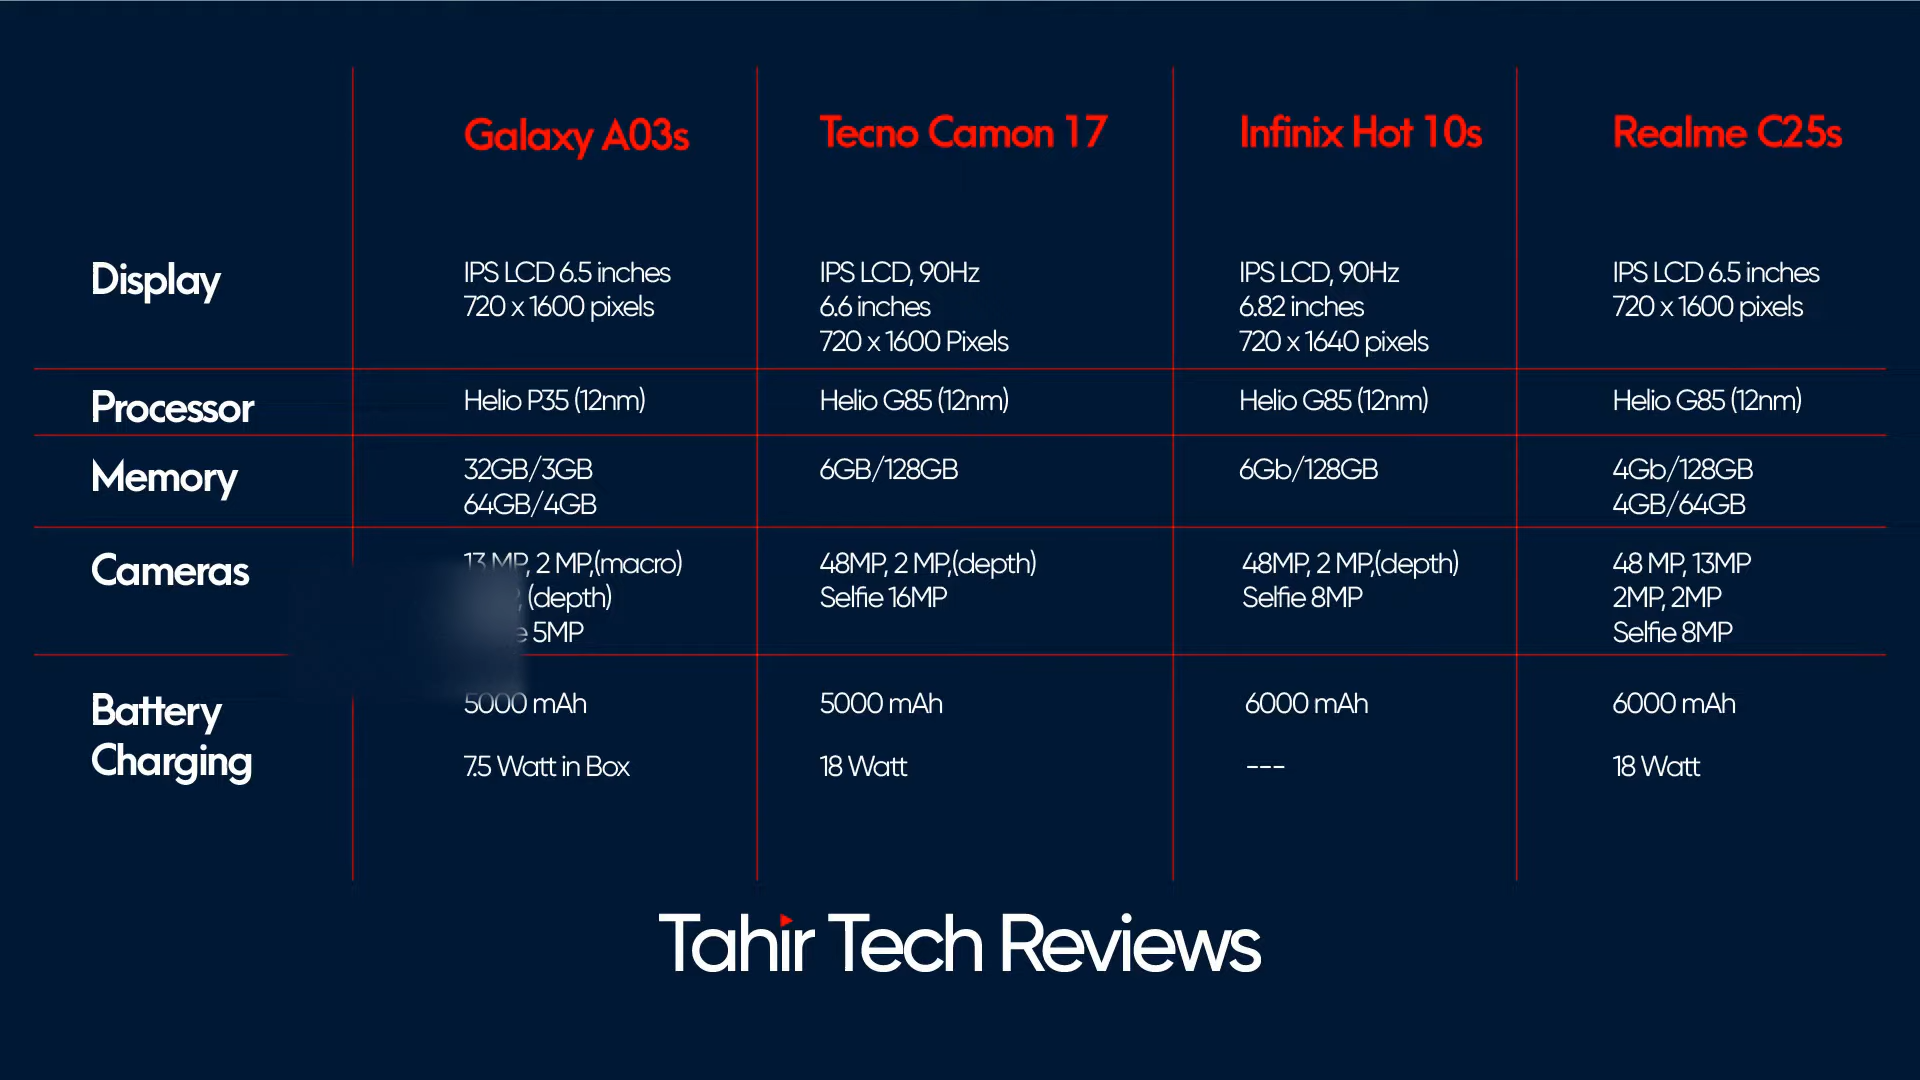 Galaxy A03s
Tecno Camon 17
Infinix Hot 10s
Realme C25s
Display
IPS LCD 6.5 inches
720 x 1600 pixels
IPS LCD, 90Hz
6.6 inches
720 x 1600 Pixels
IPS LCD, 90Hz
6.82 inches
720 x 1640 pixels
IPS LCD 6.5 inches
720 x 1600 pixels
Processor
Helio P35 (12nm)
Helio G85 (12nm)
Helio G85 (12nm)
Helio G85 (12nm)
Memory
32GB/3GB
64GB/4GB
6GB/128GB
6Gb/128GB
4Gb/128GB
4GB/64GB
Cameras
13 MP, 2 MP,(macro)
(depth)
5MP
48MP, 2 MP,(depth)
Selfie 16MP
48MP, 2 MP,(depth)
Selfie 8MP
48 MP, 13MP
2MP, 2MP
Selfie 8MP
Battery
Charging
5000 mAh
7.5 Watt in Box
5000 mAh
18 Watt
6000 mAh
---
6000 mAh
18 Watt
Tahir Tech Reviews